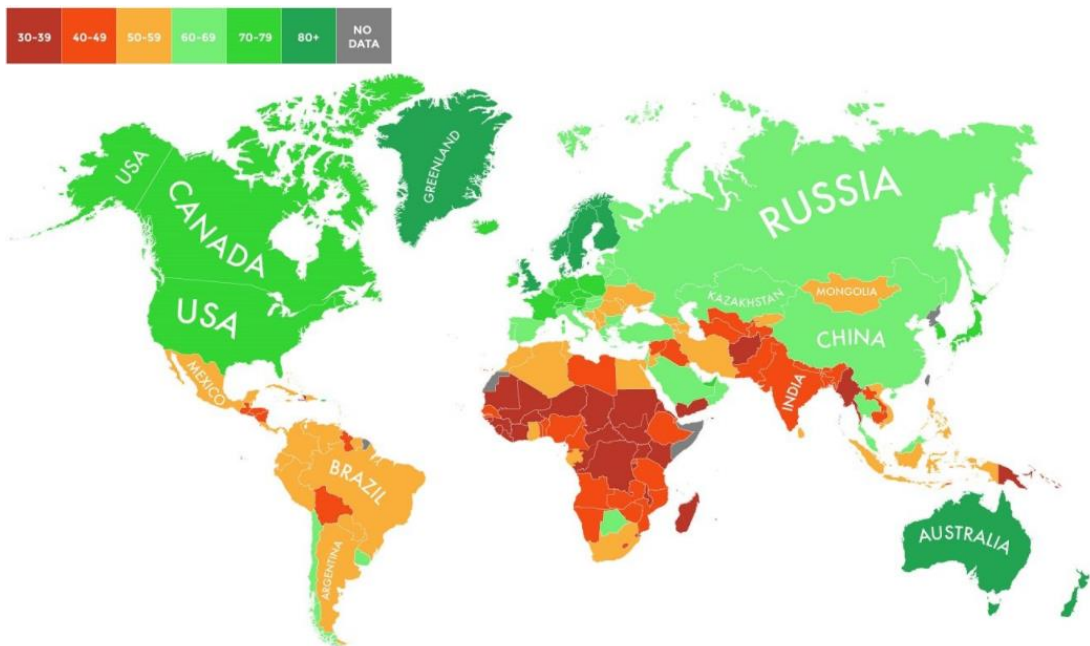 30-39 40-49 50-59 60-69 70-79 80+ NO DATA
GREENLAND
USA
CANADA
RUSSIA
USA
KAZAKHSTAN
MONGOLIA
CHINA
MEXICO
INDIA
BRAZIL
AUSTRALIA
ARGENTINA